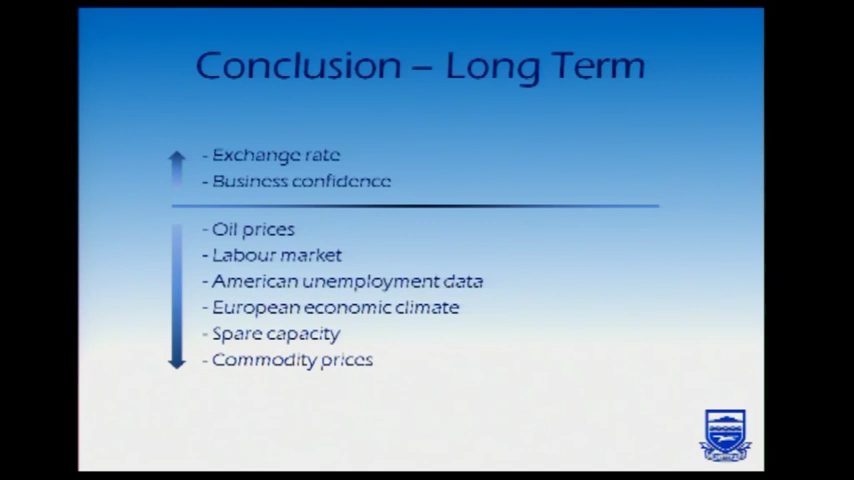 Conclusion – Long Term
- Exchange rate
- Business confidence
- Oil prices
- Labour market
- American unemployment data
- European economic climate
- Spare capacity
- Commodity prices